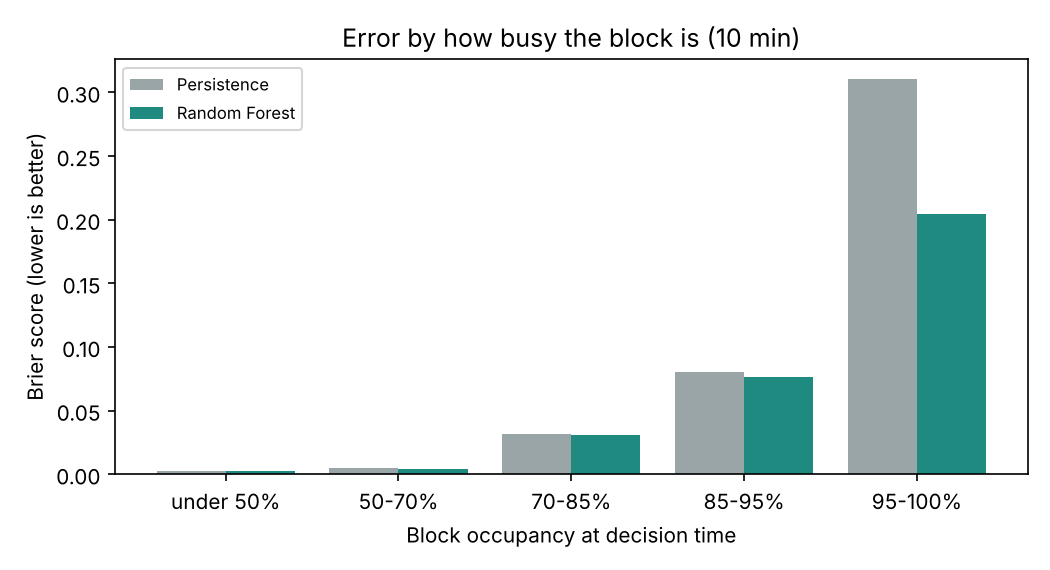 Error by how busy the block is (10 min)
Persistence
Random Forest
Brier score (lower is better)
0.30
0.25
0.20
0.15
0.10
0.05
0.00
under 50%
50-70%
70-85%
85-95%
95-100%
Block occupancy at decision time